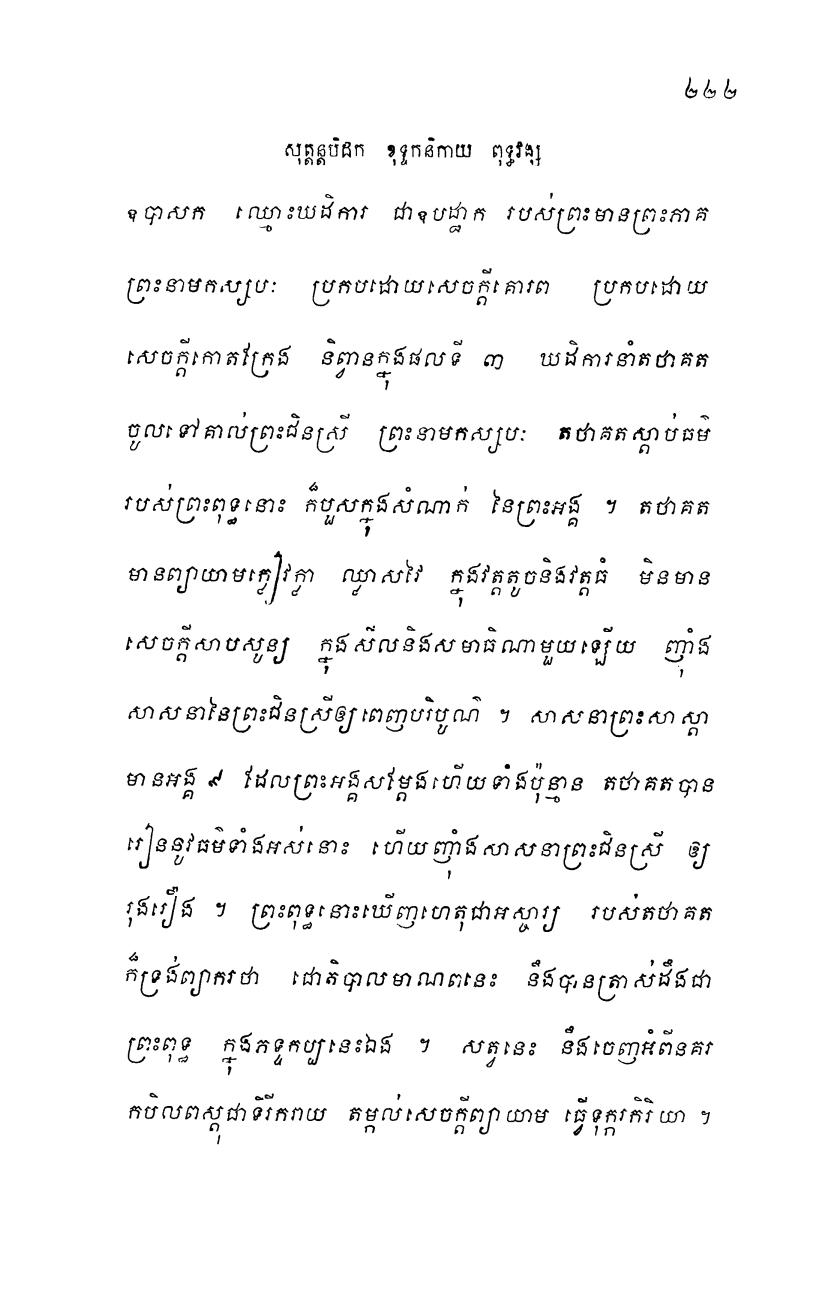 ២២២
សុត្តន្តបិដក ខុទ្ទកនិកាយ ពុទ្ធវង្ស
ឧបាសក ឈ្មោះឃដិការ ជាឧបដ្ឋាក របស់ព្រះមានព្រះភាគ
ព្រះនាមកស្សបៈ ប្រកបដោយសេចក្តីគោរព ប្រកបដោយ
សេចក្តីកោតក្រែង និព្វានក្នុងផលទី ៣ ឃដិការនាំតថាគត
ចូលទៅគាល់ព្រះជិនស្រី ព្រះនាមកស្សបៈ តថាគតស្តាប់ធម៌
របស់ព្រះពុទ្ធនោះ ក៏បួសក្នុងសំណាក់ នៃព្រះអង្គ ។ តថាគត
មានព្យាយាមក្លៀវក្លា ឈ្លាសវៃ ក្នុងវត្តតូចនិងវត្តធំ មិនមាន
សេចក្តីសាបសូន្យ ក្នុងសីលនិងសមាធិណាមួយឡើយ ញុំាង
សាសនានៃព្រះជិនស្រីឲ្យពេញបរិបូណ៌ ។ សាសនាព្រះសាស្តា
មានអង្គ ៩ ដែលព្រះអង្គសម្តែងហើយទាំងប៉ុន្មាន តថាគតបាន
រៀននូវធម៌ទាំងអស់នោះ ហើយញុំាងសាសនាព្រះជិនស្រី ឲ្យ
រុងរឿង ។ ព្រះពុទ្ធនោះឃើញហេតុជាអស្ចារ្យ របស់តថាគត
ក៏ទ្រង់ព្យាករថា ជោតិបាលមាណពនេះ នឹងបានត្រាស់ដឹងជា
ព្រះពុទ្ធ ក្នុងភទ្ទកប្បនេះឯង ។ សត្វនេះ នឹងចេញអំពីនគរ
កបិលពស្តុជាទីរីករាយ តម្កល់សេចក្តីព្យាយាម ធ្វើទុក្ករកិរិយា ។